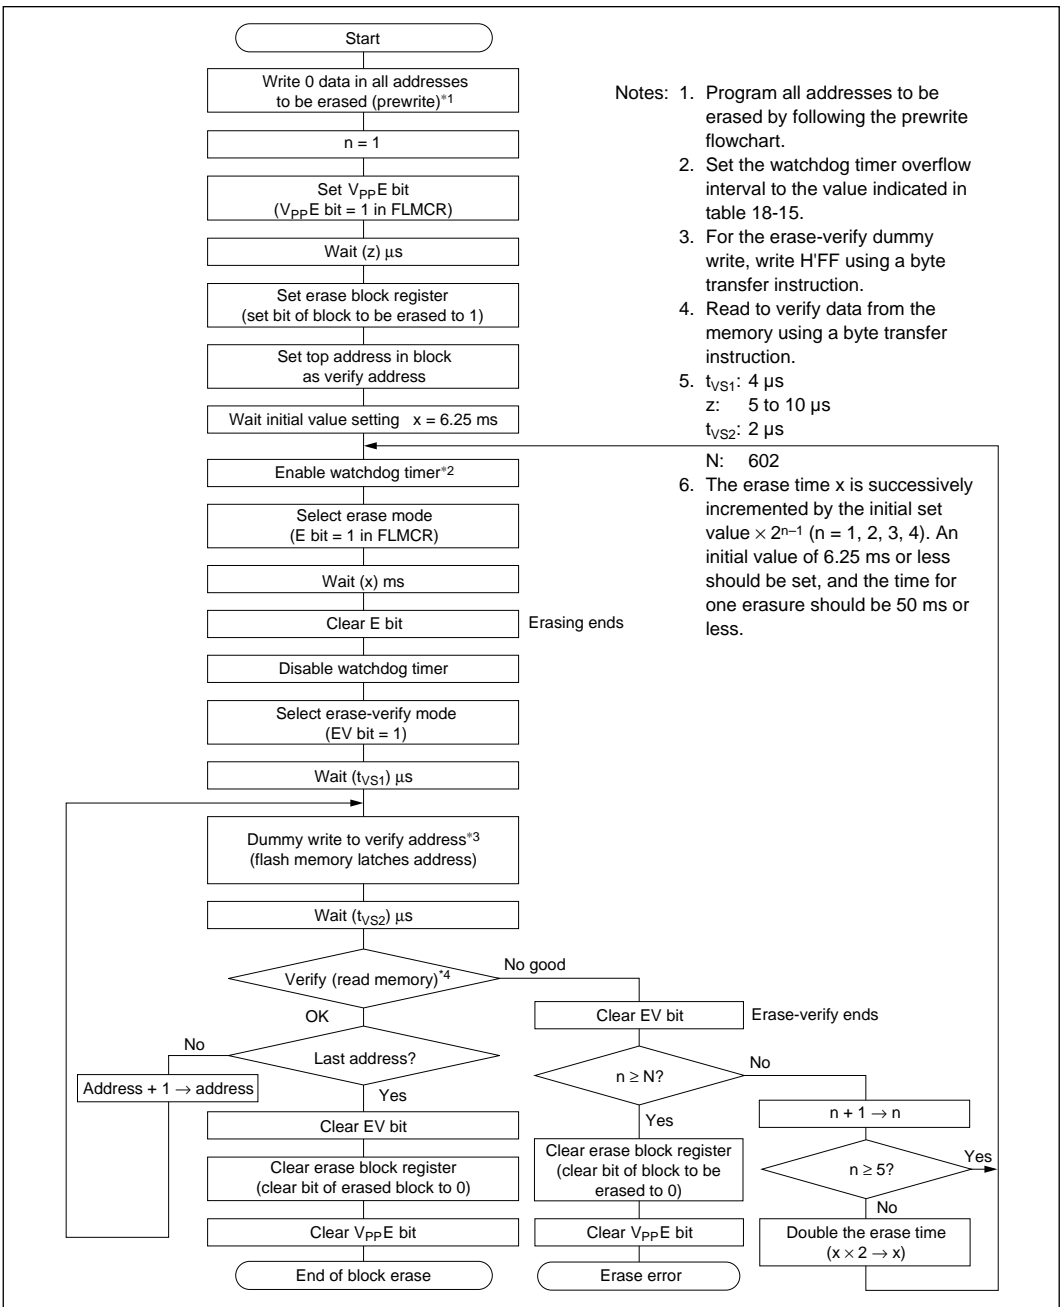 Start
Write 0 data in all addresses
to be erased (prewrite)*1
n = 1
Set VPPE bit
(VPPE bit = 1 in FLMCR)
Wait (z) µs
Set erase block register
(set bit of block to be erased to 1)
Set top address in block
as verify address
Wait initial value setting x = 6.25 ms
Enable watchdog timer*2
Select erase mode
(E bit = 1 in FLMCR)
Wait (x) ms
Clear E bit
Erasing ends
Disable watchdog timer
Select erase-verify mode
(EV bit = 1)
Wait (tVS1) µs
Dummy write to verify address*3
(flash memory latches address)
Wait (tVS2) µs
Verify (read memory)*4
No good
OK
Last address?
No
Address + 1 → address
Yes
Clear EV bit
Clear erase block register
(clear bit of erased block to 0)
Clear VPPE bit
End of block erase
Clear EV bit
Erase-verify ends
n ≥ N?
No
Yes
Clear erase block register
(clear bit of block to be
erased to 0)
Clear VPPE bit
Erase error
n + 1 → n
n ≥ 5?
Yes
No
Double the erase time
(x × 2 → x)
Notes: 1. Program all addresses to be
erased by following the prewrite
flowchart.
2. Set the watchdog timer overflow
interval to the value indicated in
table 18-15.
3. For the erase-verify dummy
write, write H'FF using a byte
transfer instruction.
4. Read to verify data from the
memory using a byte transfer
instruction.
5. tVS1: 4 µs
z: 5 to 10 µs
tVS2: 2 µs
N: 602
6. The erase time x is successively
incremented by the initial set
value × 2n–1 (n = 1, 2, 3, 4). An
initial value of 6.25 ms or less
should be set, and the time for
one erasure should be 50 ms or
less.